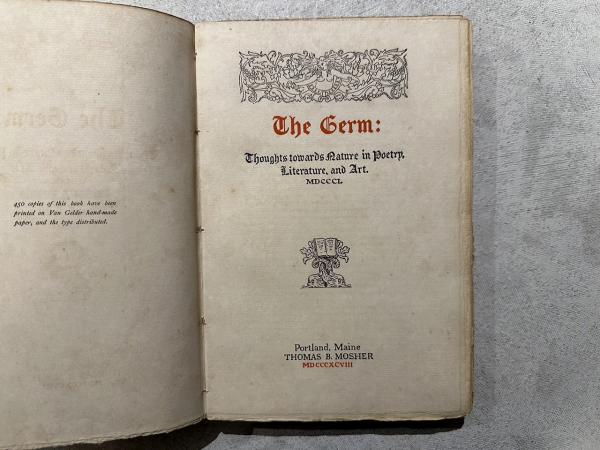 450 copies of this book have been
printed on Van Gelder hand-made
paper, and the type distributed.
The Germ:
Thoughts towards Nature in Poetry,
Literature, and Art.
MDCCCL
Portland, Maine
THOMAS B. MOSHER
MDCCCXCVIII